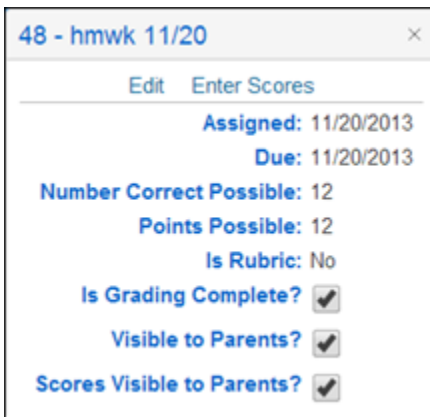 48 - hmwk 11/20 ×
Edit Enter Scores
Assigned: 11/20/2013
Due: 11/20/2013
Number Correct Possible: 12
Points Possible: 12
Is Rubric: No
Is Grading Complete?
Visible to Parents?
Scores Visible to Parents?